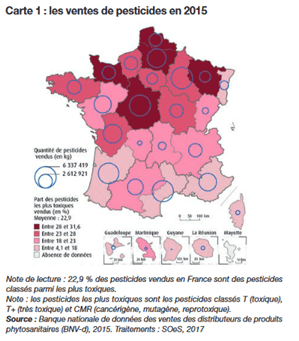 Carte 1 : les ventes de pesticides en 2015
Quantité de pesticides
vendus (en kg)
6 337 419
2 612 921
Part des pesticides
les plus toxiques
vendus (en %)
Moyenne : 22,9
Entre 28 et 31,6
Entre 23 et 28
Entre 18 et 23
Entre 4,1 et 18
Absence de données
0 50 100 km
Guadeloupe
Martinique
Guyane
La Réunion
Mayotte
Note de lecture : 22,9 % des pesticides vendus en France sont des pesticides
classés parmi les plus toxiques.
Note : les pesticides les plus toxiques sont les pesticides classés T (toxique),
T+ (très toxique) et CMR (cancérigène, mutagène, reprotoxique).
Source : Banque nationale de données des ventes des distributeurs de produits
phytosanitaires (BNV-d), 2015. Traitements : SOeS, 2017